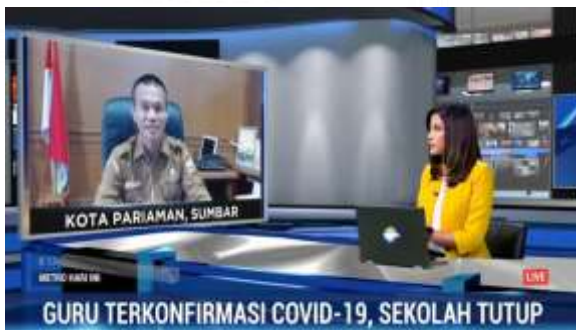 KOTA PARIAMAN, SUMBAR
METRO HARI INI
LIVE
GURU TERKONFIRMASI COVID-19, SEKOLAH TUTUP